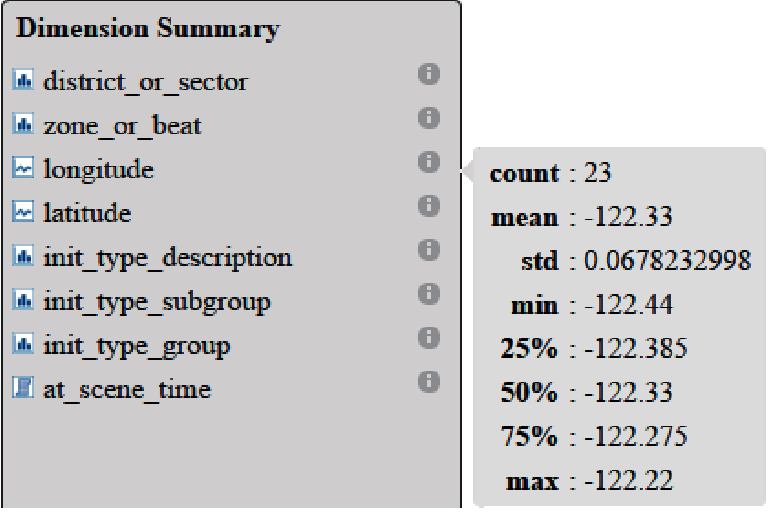 Dimension Summary
district_or_sector
zone_or_beat
longitude
latitude
init_type_description
init_type_subgroup
init_type_group
at_scene_time
count : 23
mean : -122.33
std : 0.0678232998
min : -122.44
25% : -122.385
50% : -122.33
75% : -122.275
max : -122.22